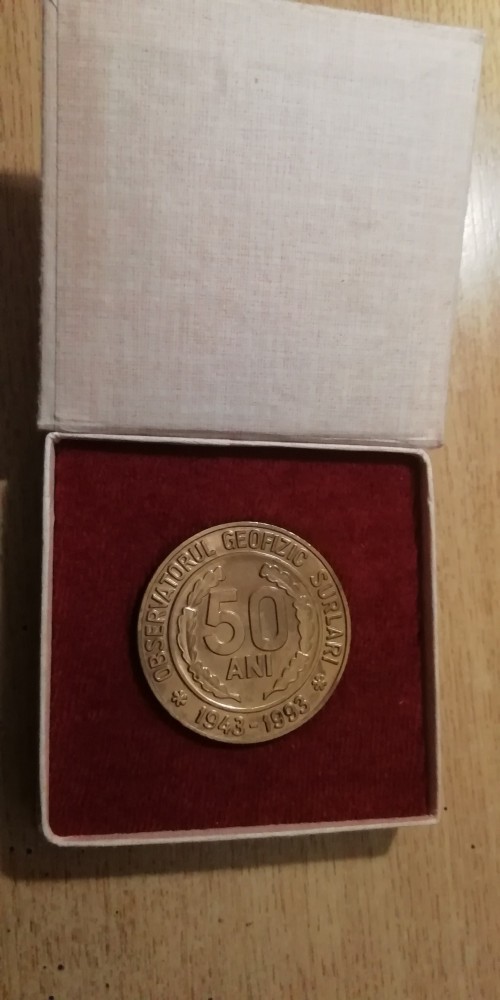 OBSERVATORUL GEOFIZIC SURLARI
50
ANI
* 1943-1993 *